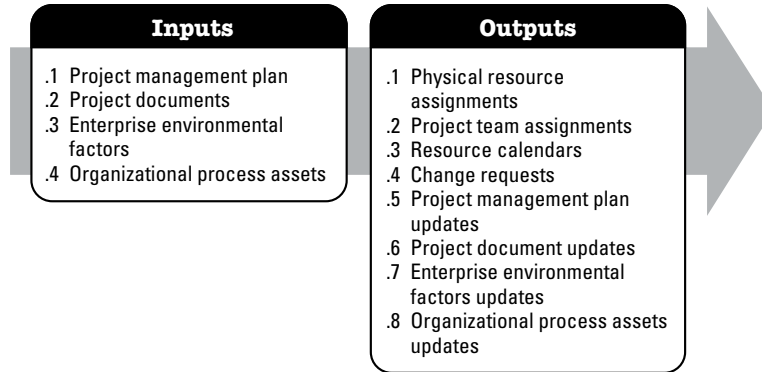 Inputs
.1 Project management plan
.2 Project documents
.3 Enterprise environmental
factors
.4 Organizational process assets
Outputs
.1 Physical resource
assignments
.2 Project team assignments
.3 Resource calendars
.4 Change requests
.5 Project management plan
updates
.6 Project document updates
.7 Enterprise environmental
factors updates
.8 Organizational process assets
updates